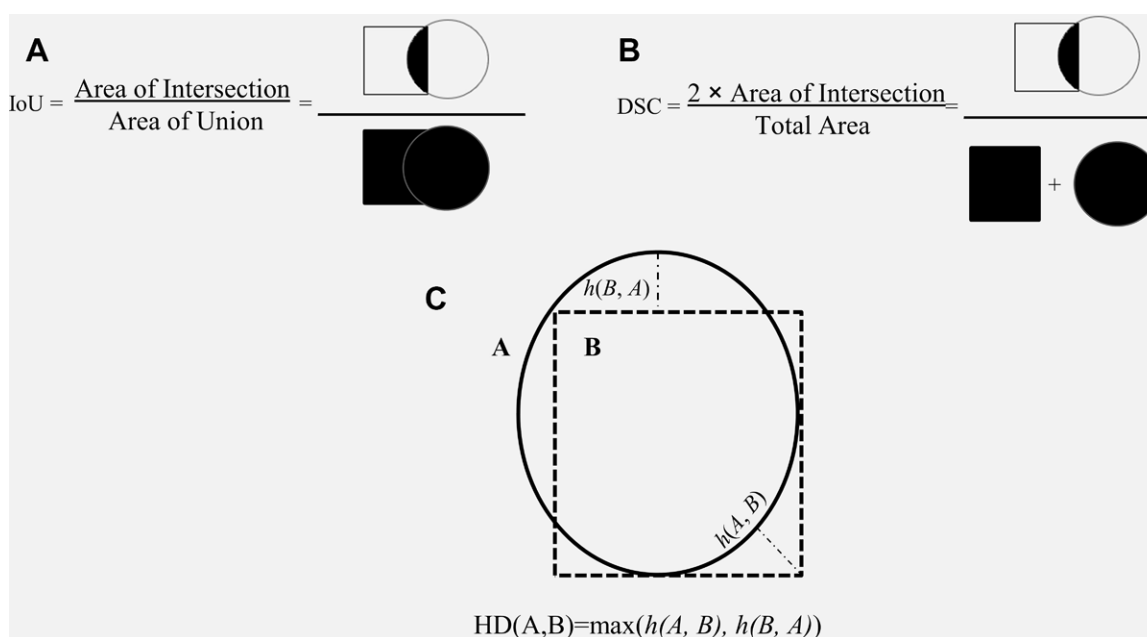 A
IoU = Area of Intersection / Area of Union =
B
DSC = 2 × Area of Intersection / Total Area =
+
C
h(B, A)
A
B
h(A, B)
HD(A,B)=max(h(A, B), h(B, A))